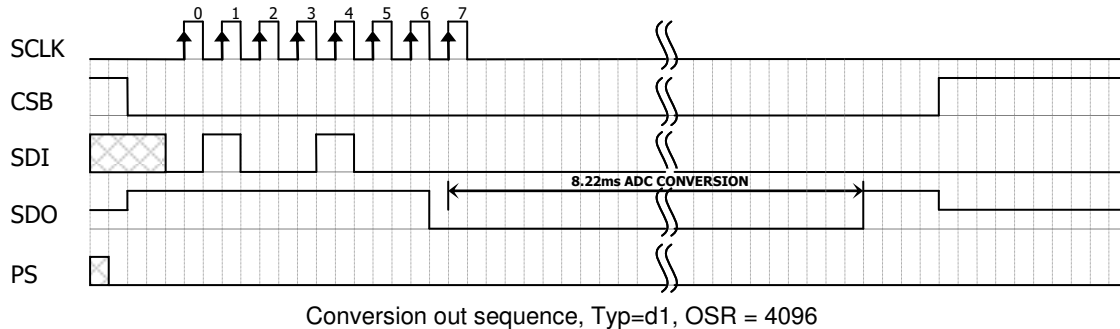 0 1 2 3 4 5 6 7
SCLK
CSB
SDI
8.22ms ADC CONVERSION
SDO
PS
Conversion out sequence, Typ=d1, OSR = 4096